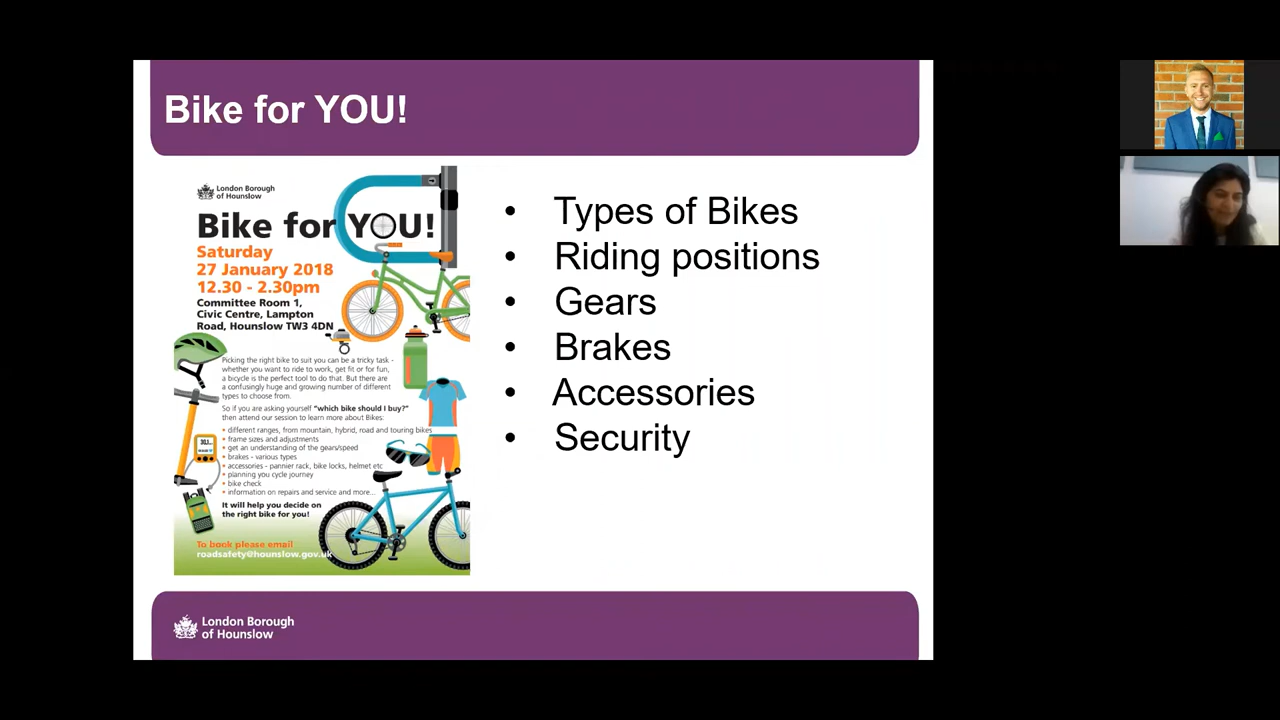 Bike for YOU!
London Borough
of Hounslow
Bike for YOU!
Saturday
27 January 2018
12.30 - 2.30pm
Committee Room 1,
Civic Centre, Lampton
Road, Hounslow TW3 4DN
Picking the right bike to suit you can be a tricky task -
whether you want to ride to work, get fit or for fun,
a bicycle is the perfect tool to do that. But there are
a confusingly huge and growing number of different
types to choose from.
So if you are asking yourself “which bike should I buy?”
then attend our session to learn more about Bikes:
• different ranges, from mountain, hybrid, road and touring bikes
• frame sizes and adjustments
• get an understanding of the gears/speed
• brakes - various types
• accessories - pannier rack, bike locks, helmet etc
• planning you cycle journey
• bike check
• information on repairs and service and more...
It will help you decide on
the right bike for you!
To book please email
roadsafety@hounslow.gov.uk
• Types of Bikes
• Riding positions
• Gears
• Brakes
• Accessories
• Security
London Borough
of Hounslow